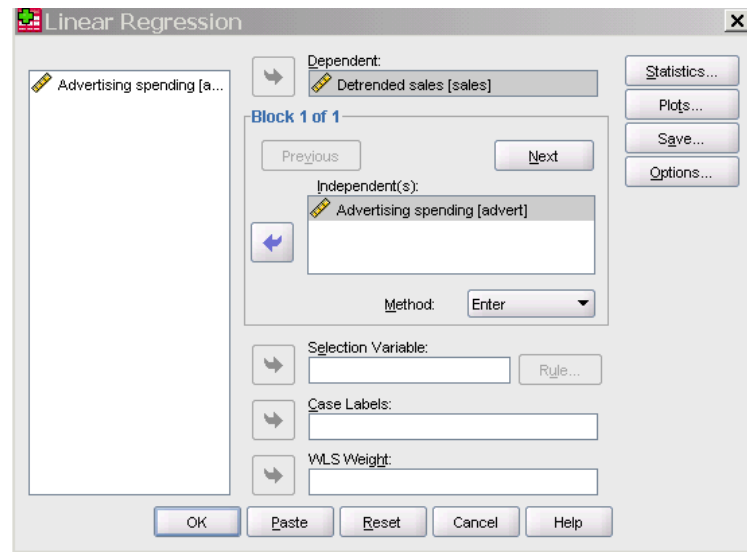 Linear Regression
Advertising spending [a...
Dependent:
Detrended sales [sales]
Statistics...
Plots...
Save...
Options...
Block 1 of 1
Previous
Next
Independent(s):
Advertising spending [advert]
Method:
Enter
Selection Variable:
Rule...
Case Labels:
WLS Weight:
OK
Paste
Reset
Cancel
Help